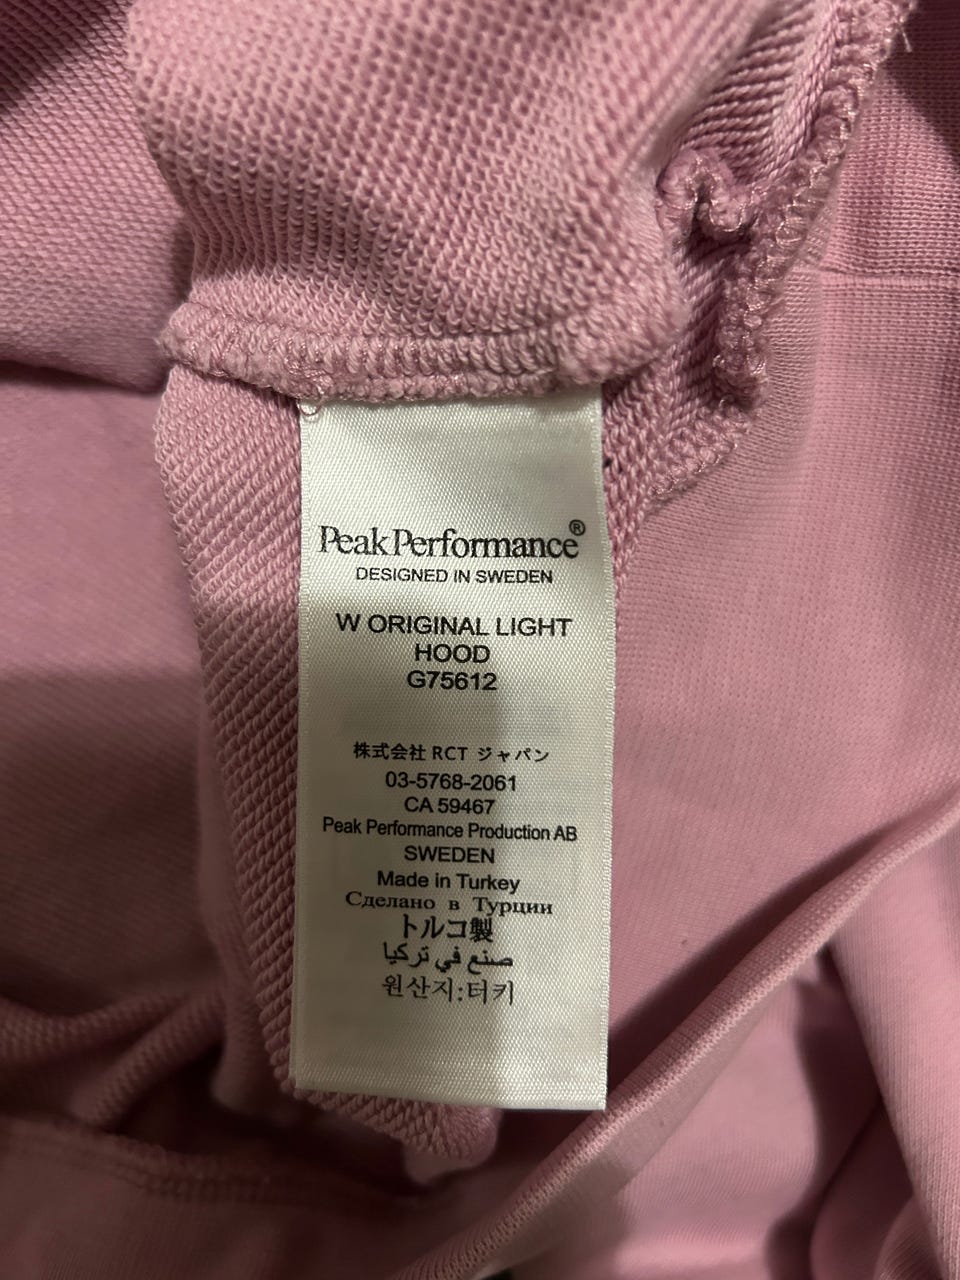 Peak Performance®
DESIGNED IN SWEDEN
W ORIGINAL LIGHT
HOOD
G75612
株式会社 RCT ジャパン
03-5768-2061
CA 59467
Peak Performance Production AB
SWEDEN
Made in Turkey
Сделано в Турции
トルコ製
صنع في تركيا
원산지:터키